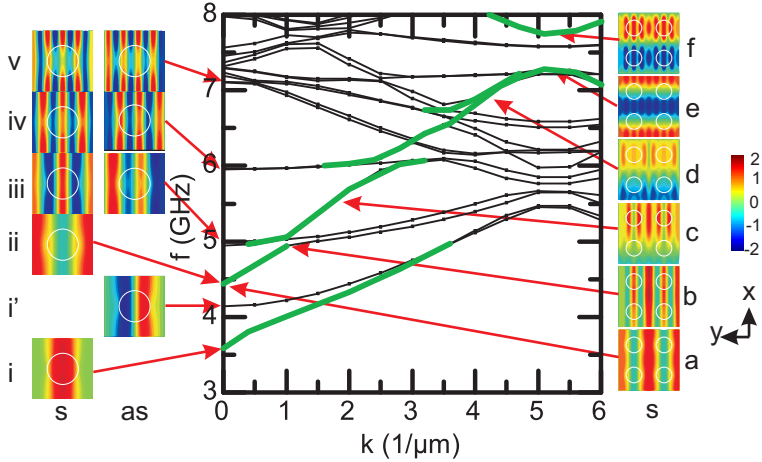 v
iv
iii
ii
i'
i
s
as
8
7
6
5
4
3
f (GHz)
0
1
2
3
4
5
6
k (1/μm)
f
e
d
c
b
a
s
2
1
0
-1
-2
x
y